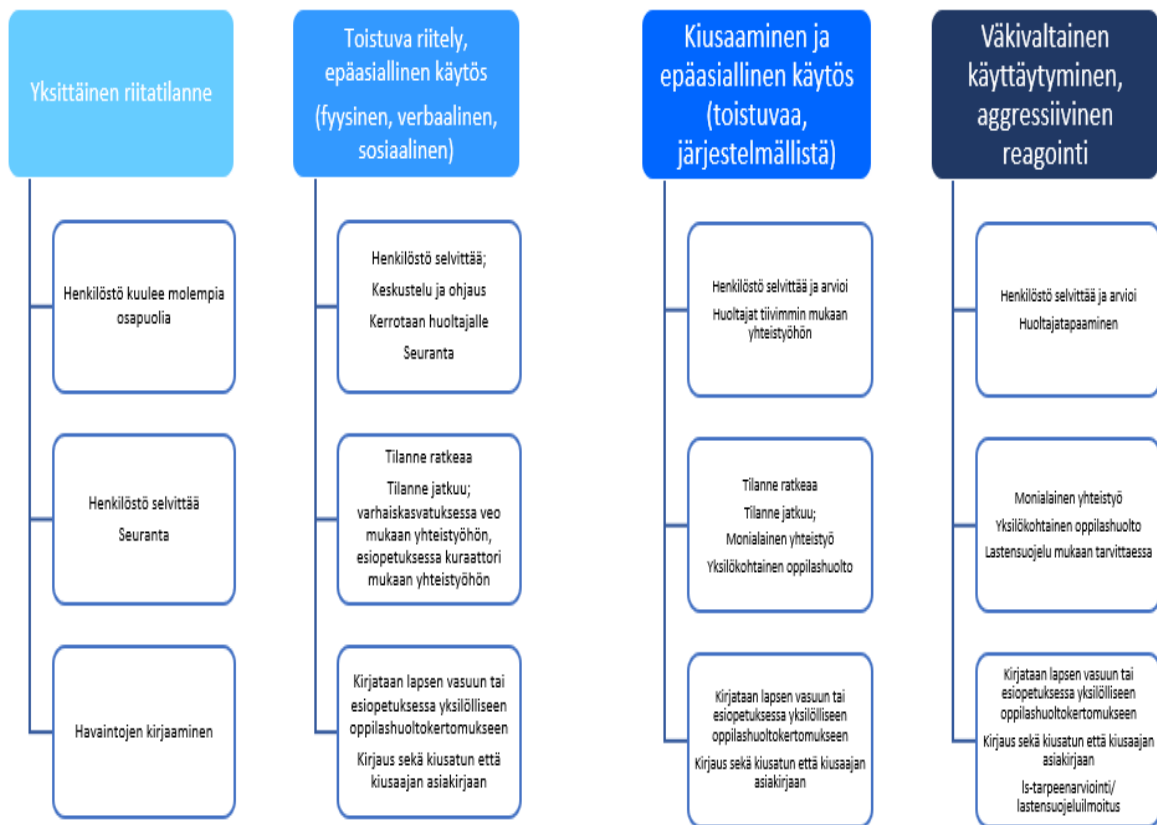 Yksittäinen riitatilanne
Henkilöstö kuulee molempia
osapuolia
Henkilöstö selvittää
Seuranta
Havaintojen kirjaaminen
Toistuva riitely,
epäasiallinen käytös
(fyysinen, verbaalinen,
sosiaalinen)
Henkilöstö selvittää;
Keskustelu ja ohjaus
Kerrotaan huoltajalle
Seuranta
Tilanne ratkeaa
Tilanne jatkuu;
varhaiskasvatuksessa veo
mukaan yhteistyöhön,
esiopetuksessa kuraattori
mukaan yhteistyöhön
Kirjataan lapsen vasuun tai
esiopetuksessa yksilölliseen
oppilashuoltokertomukseen
Kirjaus sekä kiusatun että
kiusaajan asiakirjaan
Kiusaaminen ja
epäasiallinen käytös
(toistuvaa,
järjestelmällistä)
Henkilöstö selvittää ja arvioi
Huoltajat tiivimmin mukaan
yhteistyöhön
Tilanne ratkeaa
Tilanne jatkuu;
Monialainen yhteistyö
Yksilökohtainen oppilashuolto
Kirjataan lapsen vasuun tai
esiopetuksessa yksilölliseen
oppilashuoltokertomukseen
Kirjaus sekä kiusatun että kiusaajan
asiakirjaan
Väkivaltainen
käyttäytyminen,
aggressiivinen
reagointi
Henkilöstö selvittää ja arvioi
Huoltajatapaaminen
Monialainen yhteistyö
Yksilökohtainen oppilashuolto
Lastensuojelu mukaan tarvittaessa
Kirjataan lapsen vasuun tai
esiopetuksessa yksilölliseen
oppilashuoltokertomukseen
Kirjaus sekä kiusatun että kiusaajan
asiakirjaan
ls-tarpeenarviointi/
lastensuojeluilmoitus